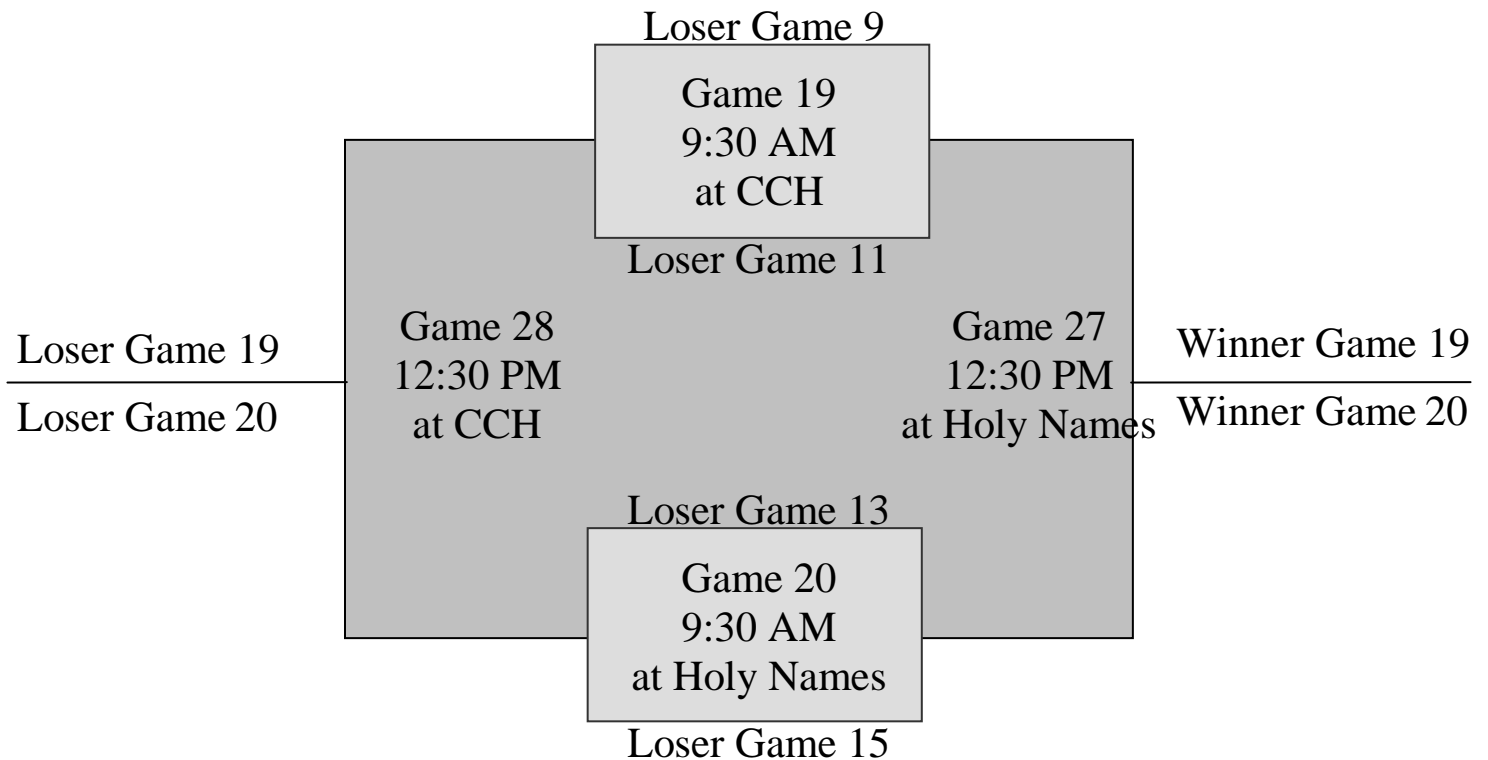 Loser Game 9
Game 19
9:30 AM
at CCH
Loser Game 11
Loser Game 19
Loser Game 20
Game 28
12:30 PM
at CCH
Game 27
12:30 PM
at Holy Names
Winner Game 19
Winner Game 20
Loser Game 13
Game 20
9:30 AM
at Holy Names
Loser Game 15